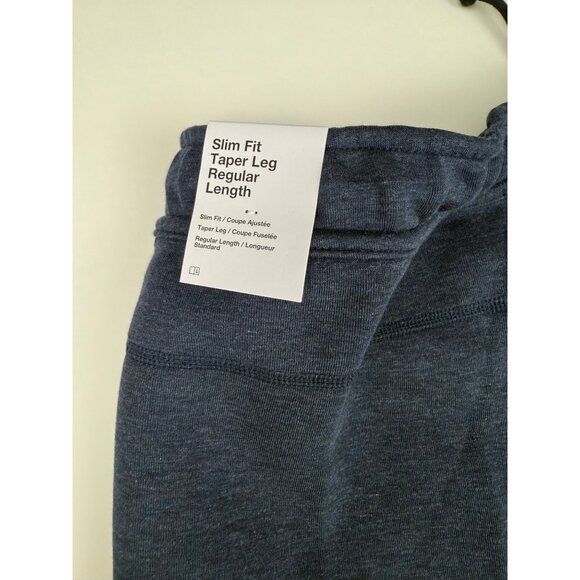 Slim Fit
Taper Leg
Regular
Length
Slim Fit / Coupe Ajustée
Taper Leg / Coupe Fuselée
Regular Length / Longueur
Standard